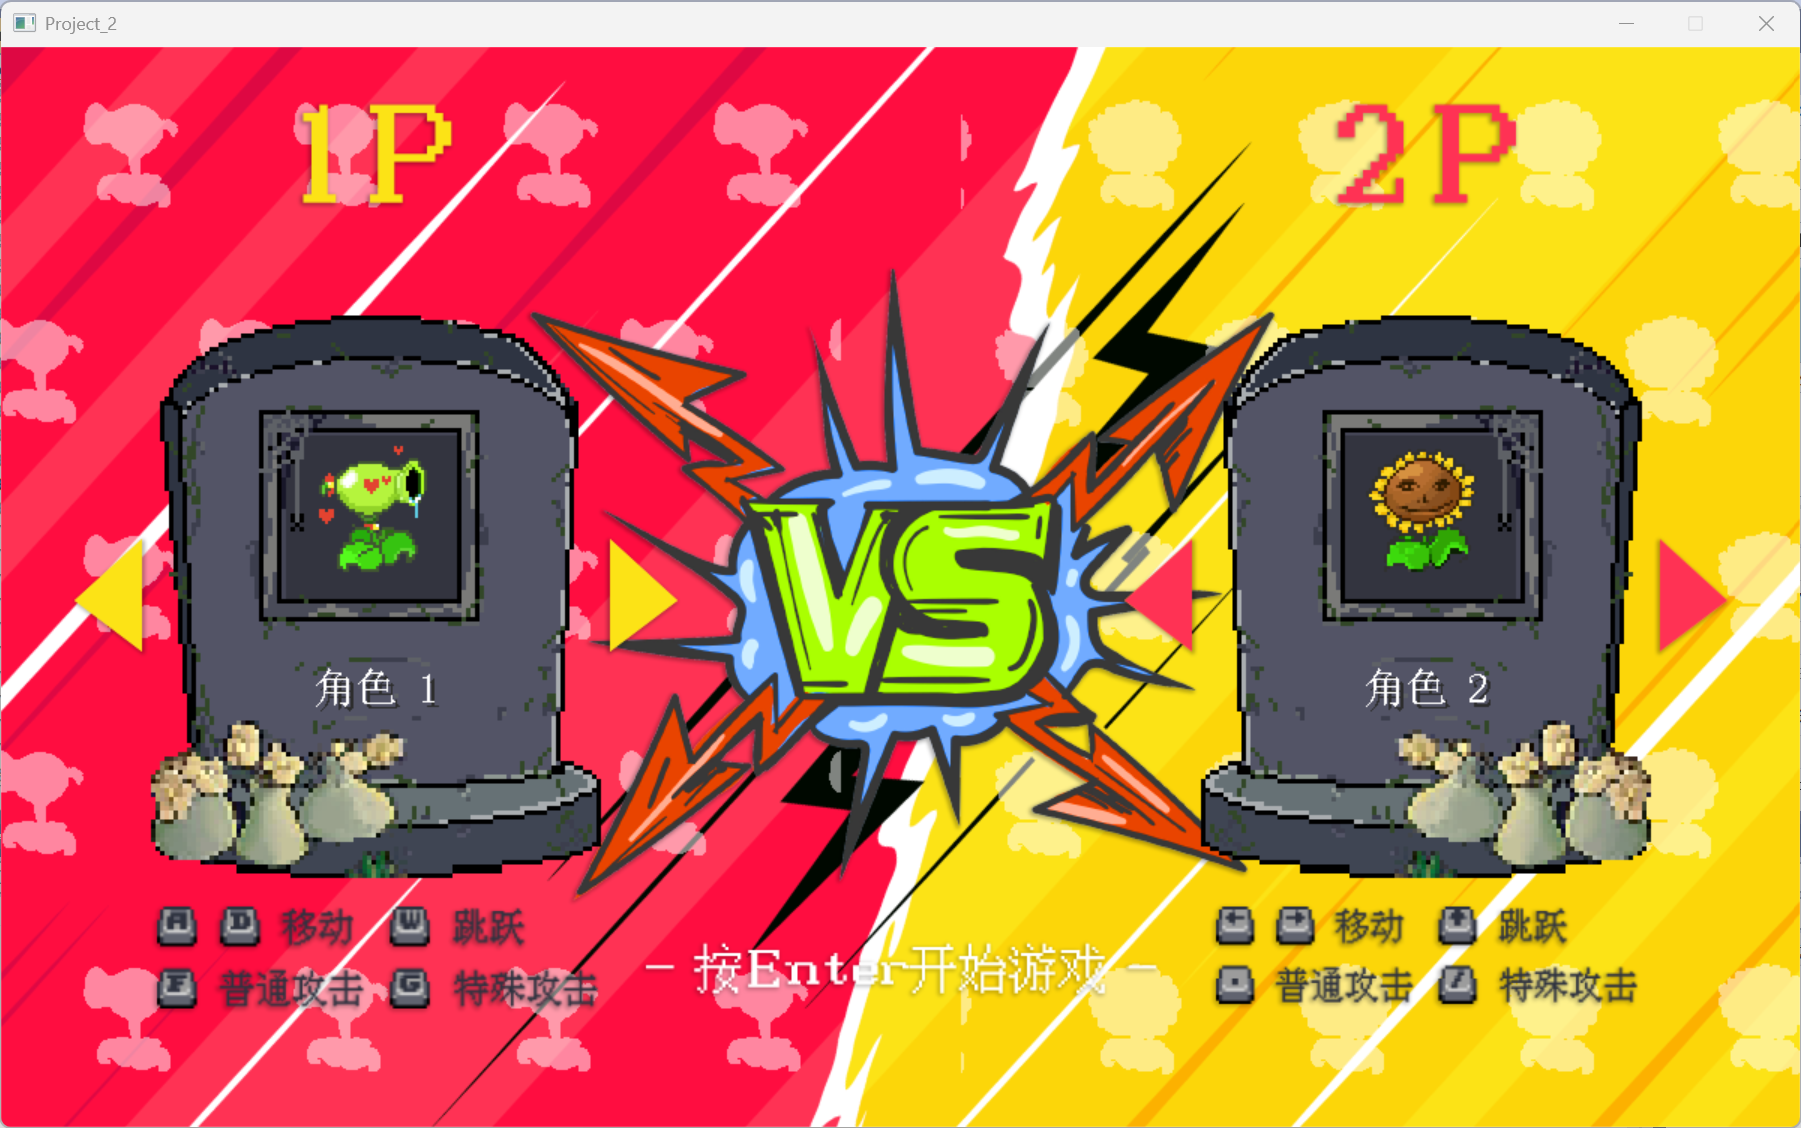 Project_2
1P
2P
VS
角色 1
角色 2
A D 移动 W 跳跃
F 普通攻击 G 特殊攻击
- 按Enter开始游戏 -
← → 移动 ↑ 跳跃
. 普通攻击 / 特殊攻击